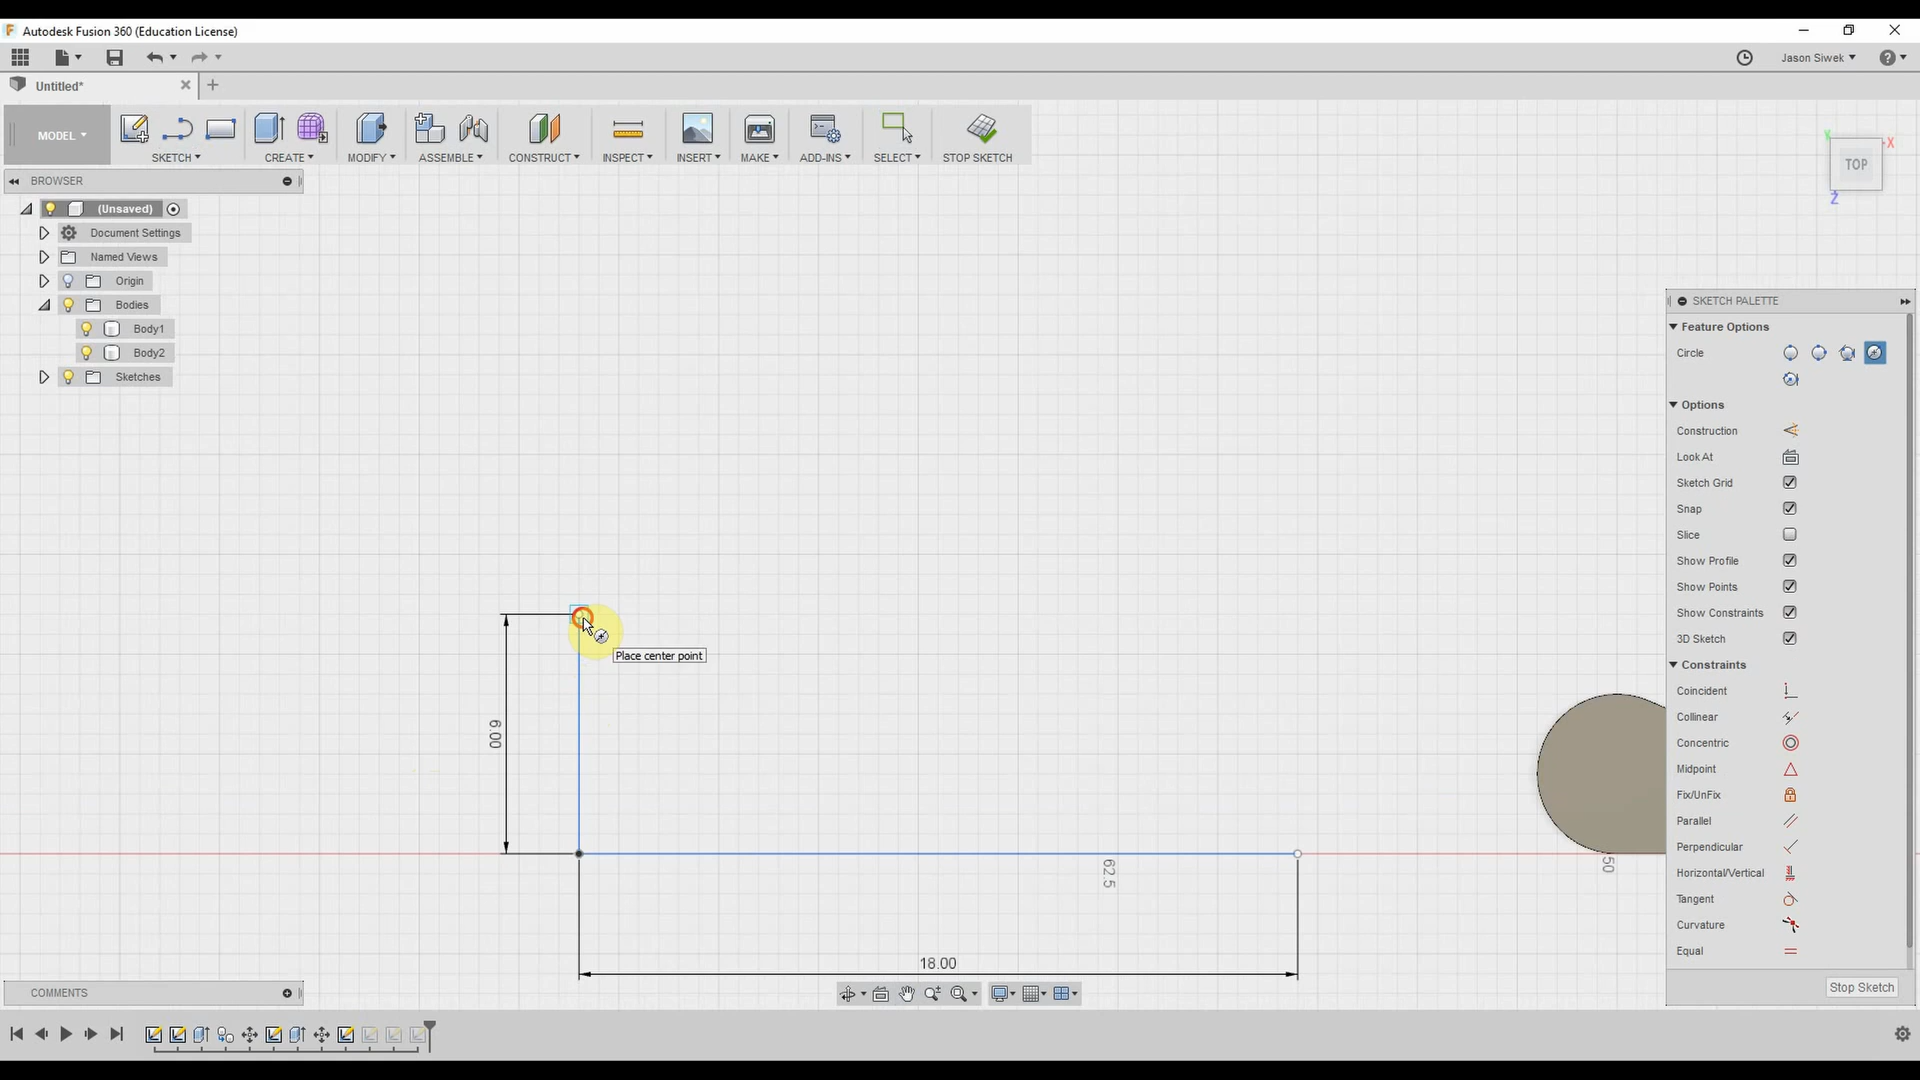 Autodesk Fusion 360 (Education License)
Jason Siwek
Untitled*
MODEL
SKETCH
CREATE
MODIFY
ASSEMBLE
CONSTRUCT
INSPECT
INSERT
MAKE
ADD-INS
SELECT
STOP SKETCH
TOP
X
Y
Z
BROWSER
(Unsaved)
Document Settings
Named Views
Origin
Bodies
Body1
Body2
Sketches
SKETCH PALETTE
Feature Options
Circle
Options
Construction
Look At
Sketch Grid
Snap
Slice
Show Profile
Show Points
Show Constraints
3D Sketch
Constraints
Coincident
Collinear
Concentric
Midpoint
Fix/UnFix
Parallel
Perpendicular
Horizontal/Vertical
Tangent
Curvature
Equal
Stop Sketch
Place center point
6.00
62.5
50
18.00
COMMENTS